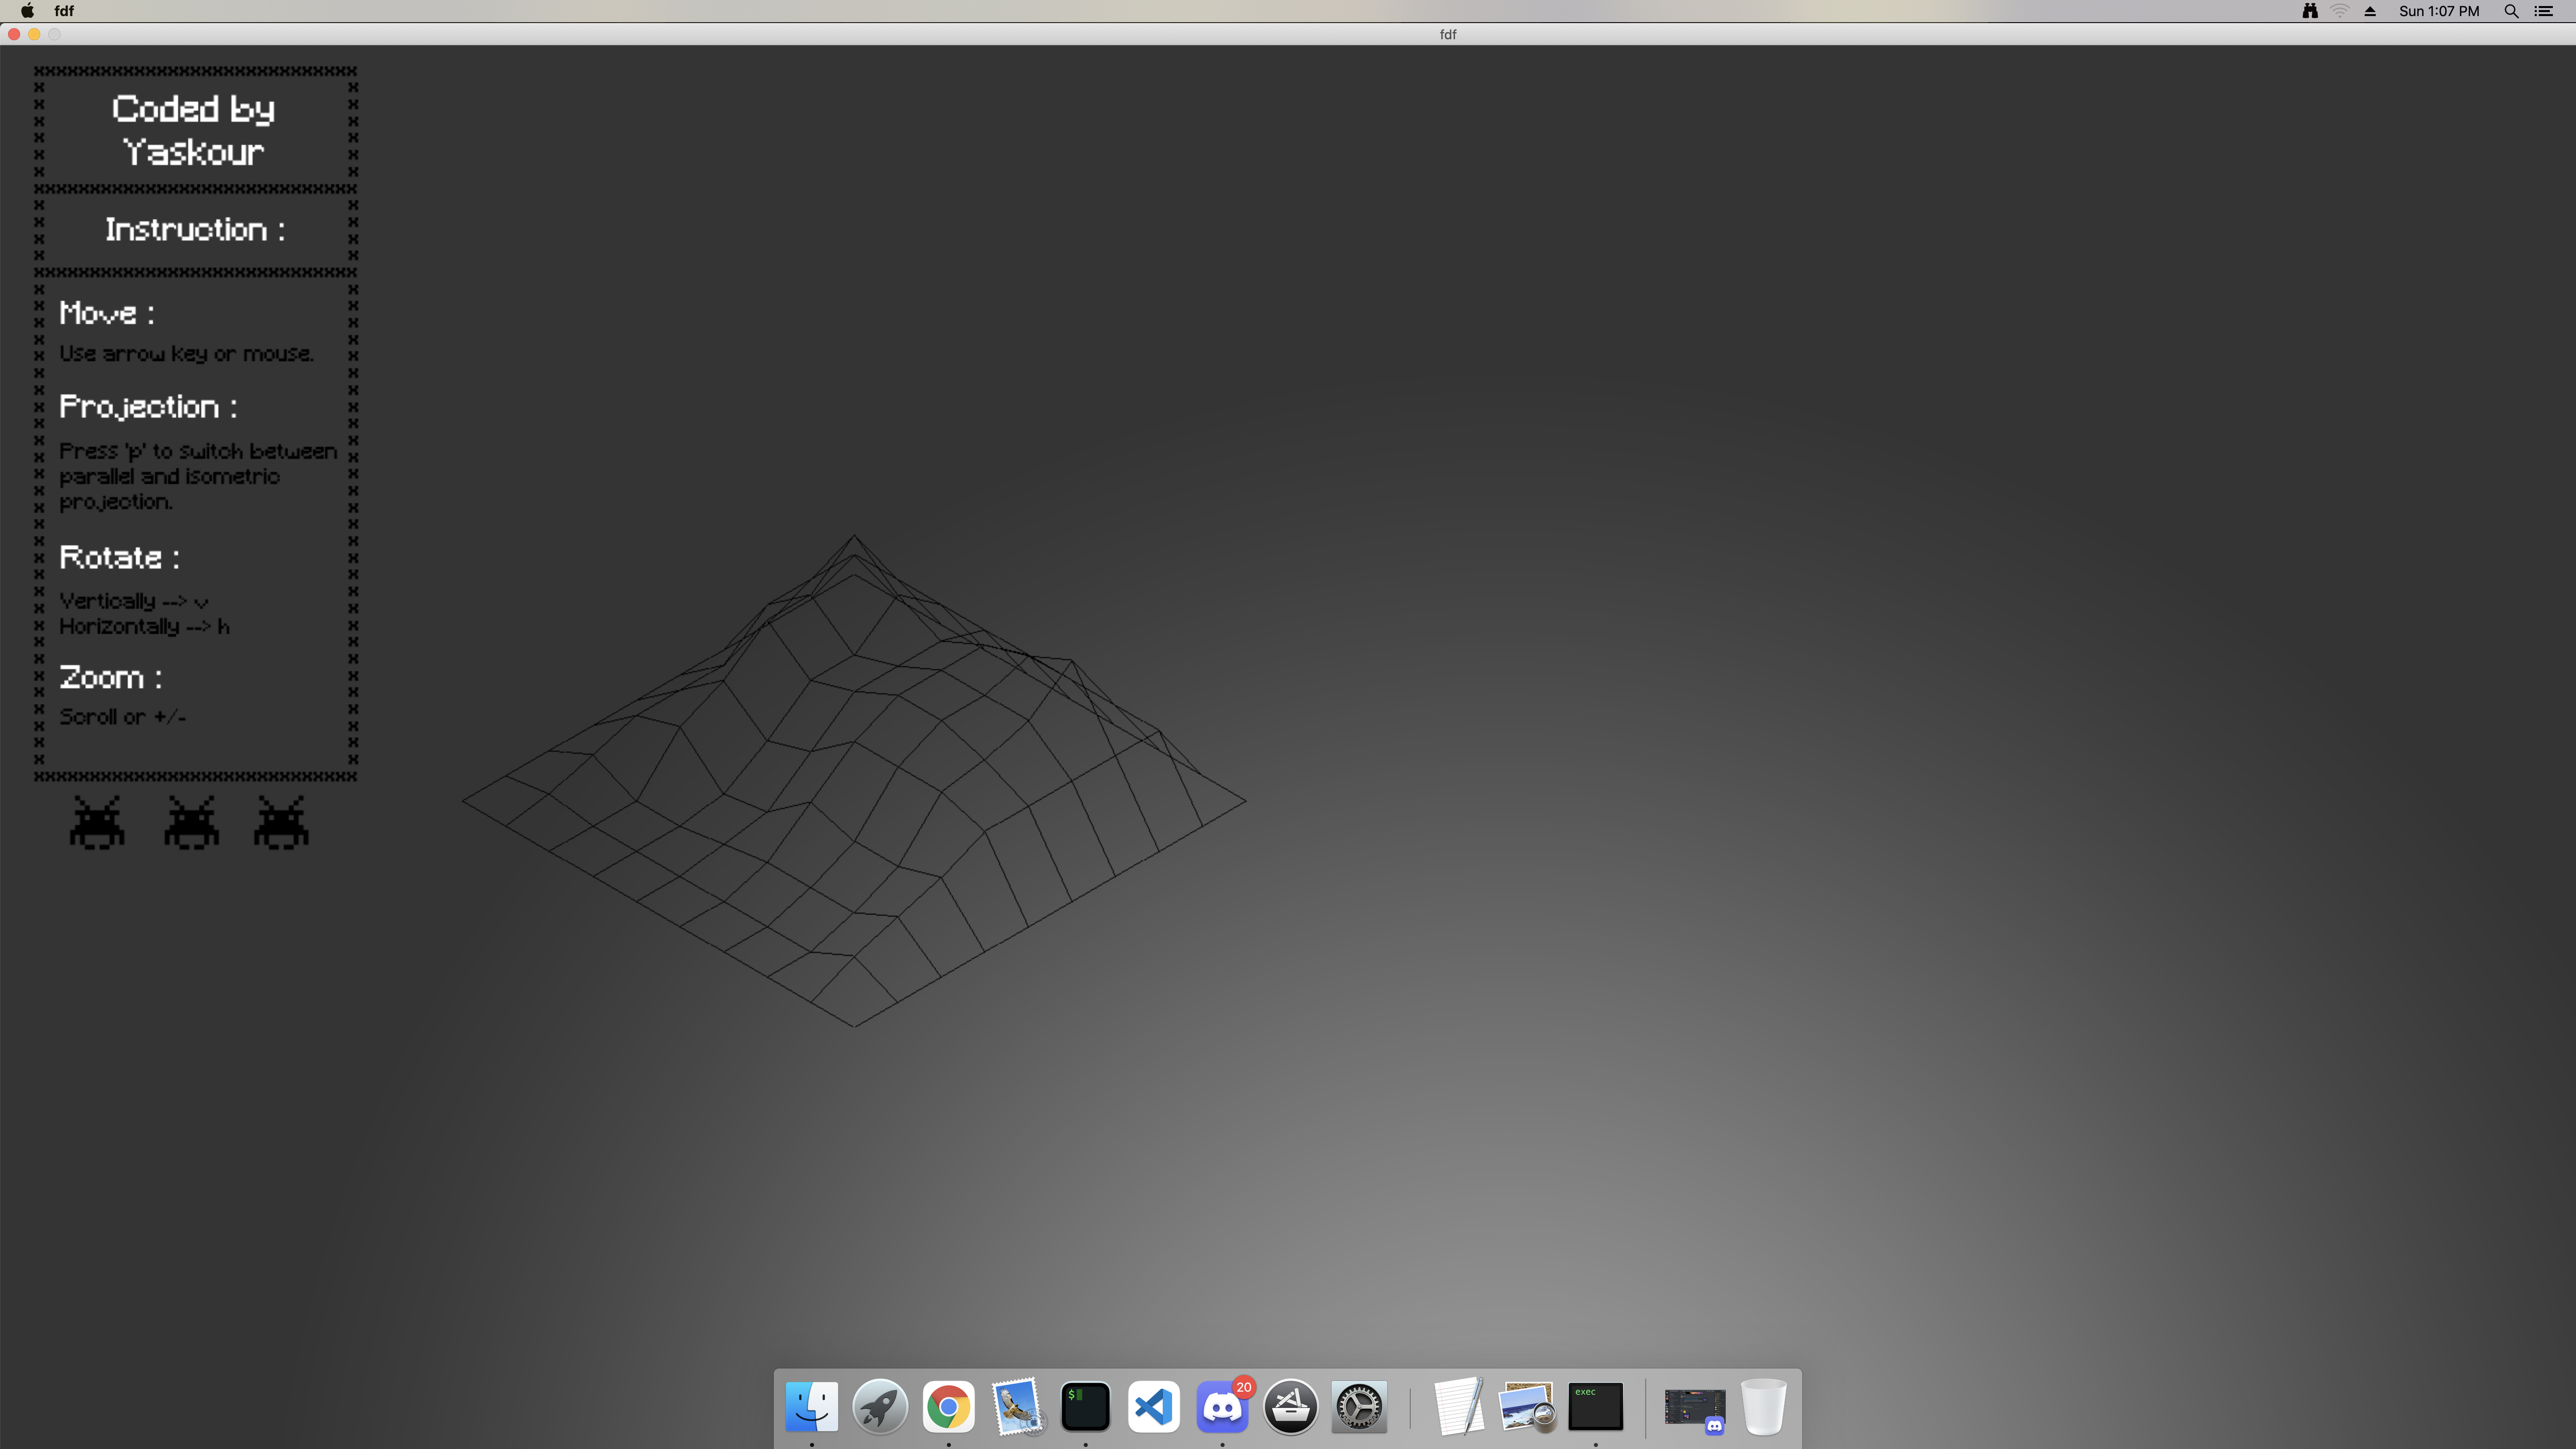 fdf
Sun 1:07 PM
fdf
Coded by
Yaskour
Instruction :
Move :
Use arrow key or mouse.
Projection :
Press 'p' to switch between
parallel and isometric
projection.
Rotate :
Vertically --> v
Horizontally --> h
Zoom :
Scroll or +/-
$
20
exec